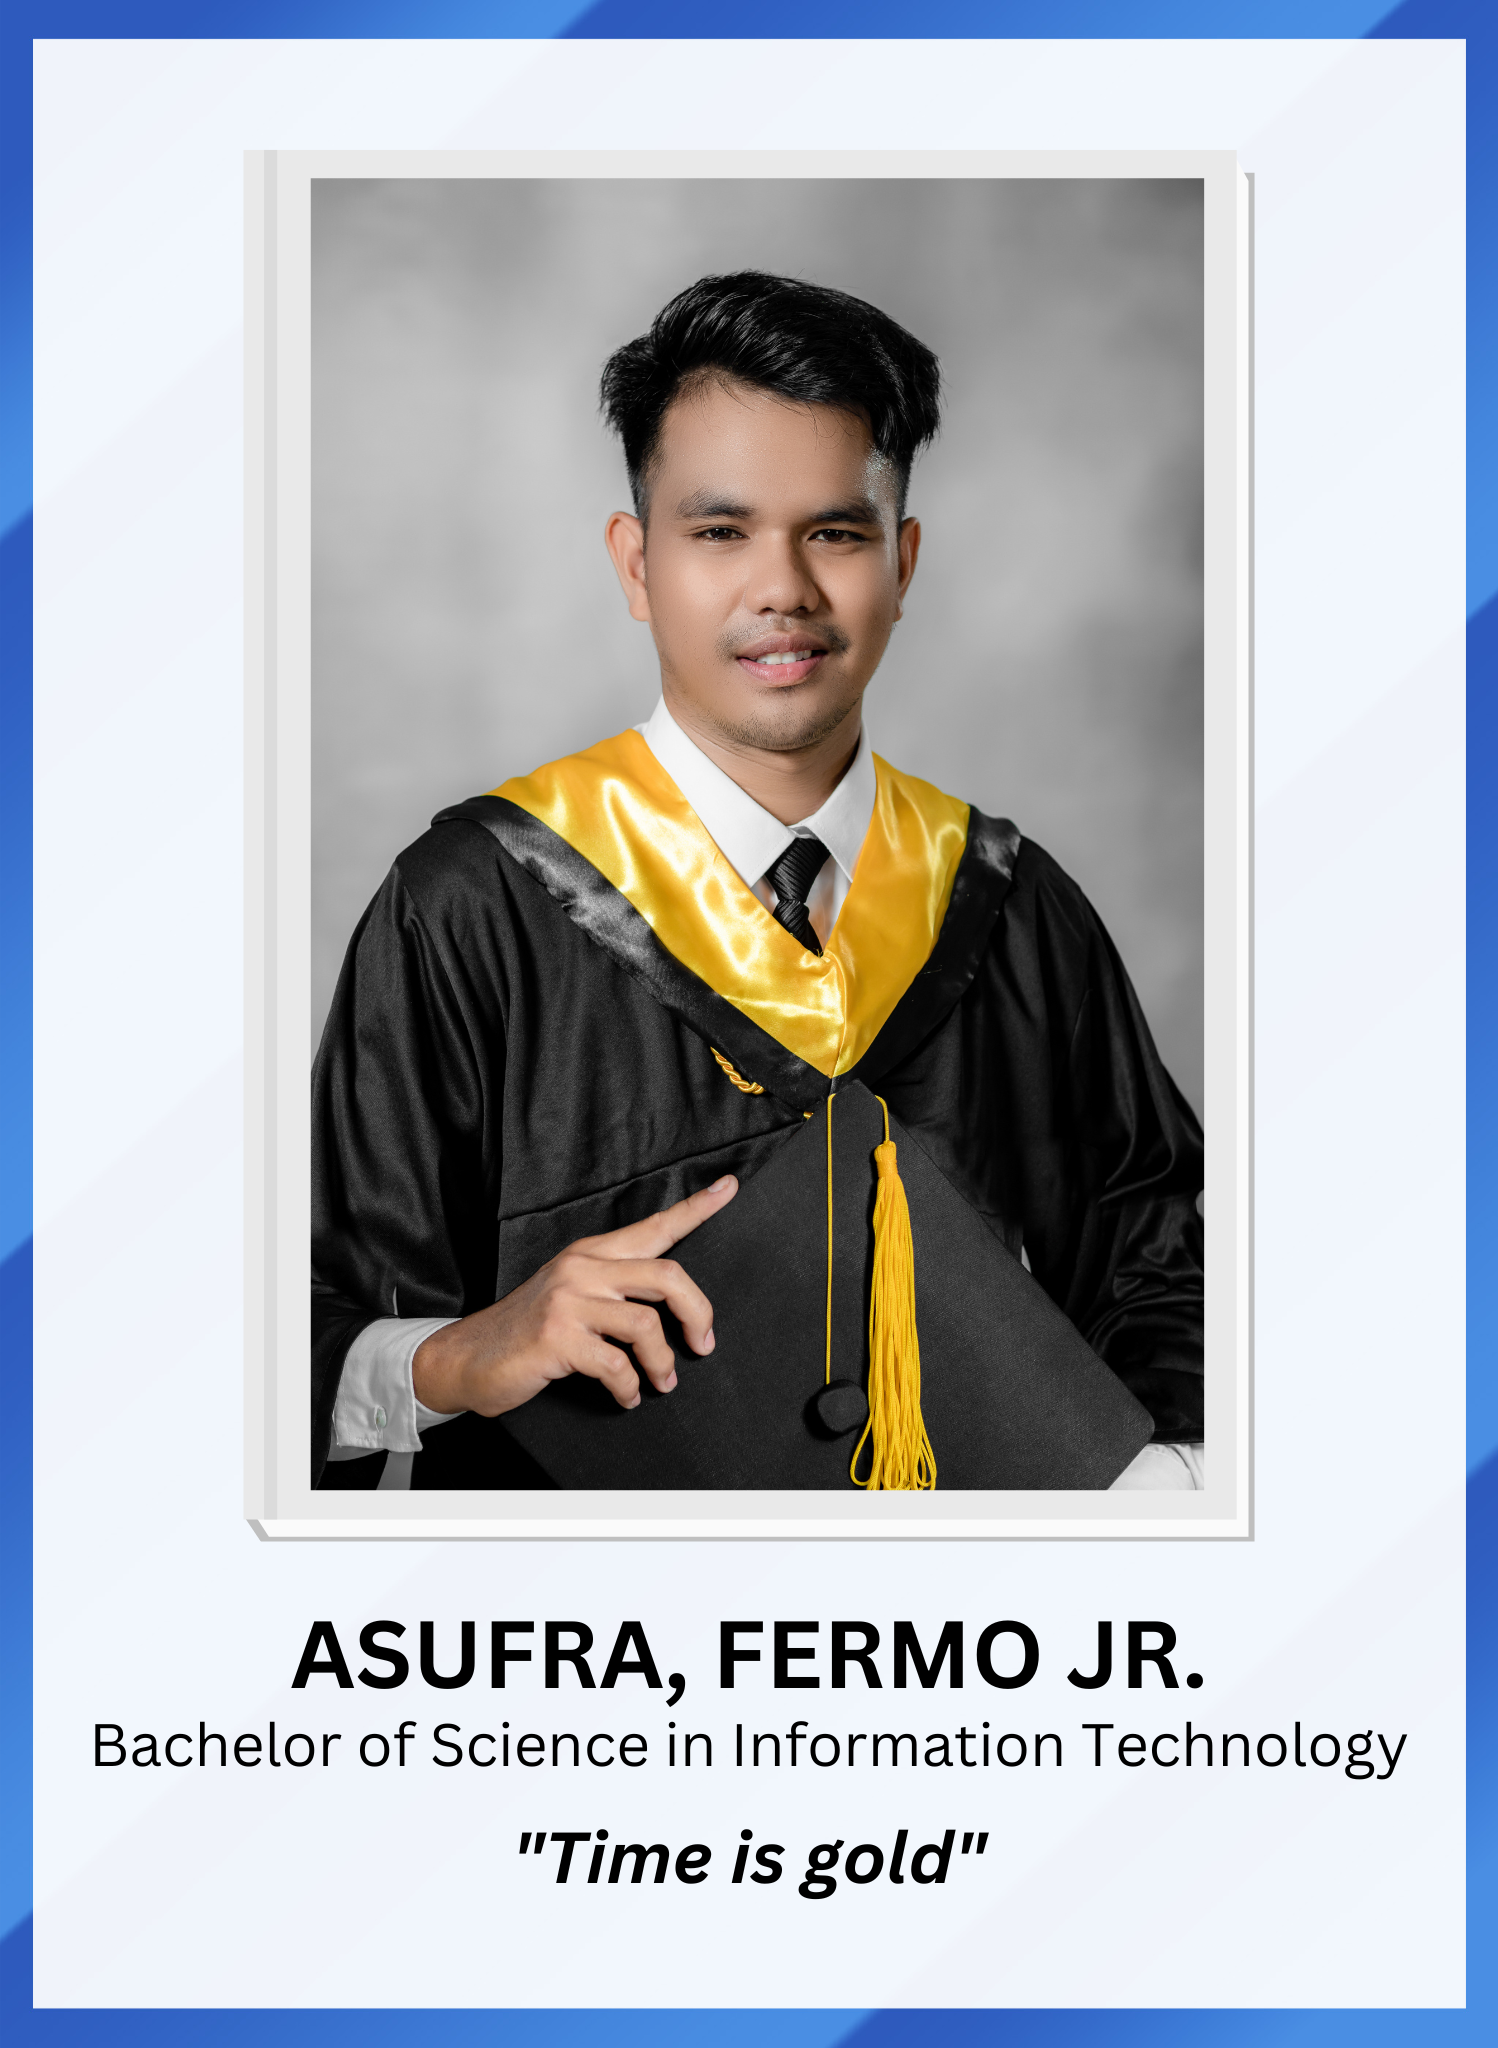 ASUFRA, FERMO JR.
Bachelor of Science in Information Technology
"Time is gold"